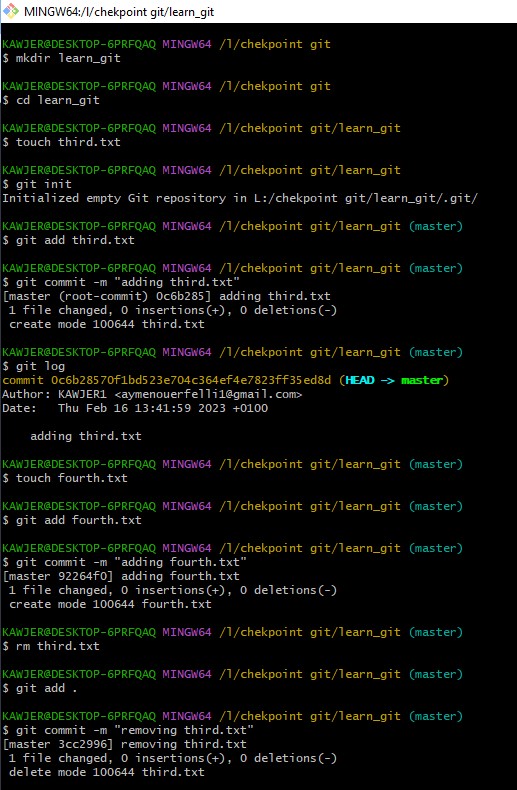 MINGW64:/l/chekpoint git/learn_git
KAWJER@DESKTOP-6PRFQAQ MINGW64 /l/chekpoint git
$ mkdir learn_git
KAWJER@DESKTOP-6PRFQAQ MINGW64 /l/chekpoint git
$ cd learn_git
KAWJER@DESKTOP-6PRFQAQ MINGW64 /l/chekpoint git/learn_git
$ touch third.txt
KAWJER@DESKTOP-6PRFQAQ MINGW64 /l/chekpoint git/learn_git
$ git init
Initialized empty Git repository in L:/chekpoint git/learn_git/.git/
KAWJER@DESKTOP-6PRFQAQ MINGW64 /l/chekpoint git/learn_git (master)
$ git add third.txt
KAWJER@DESKTOP-6PRFQAQ MINGW64 /l/chekpoint git/learn_git (master)
$ git commit -m "adding third.txt"
[master (root-commit) 0c6b285] adding third.txt
 1 file changed, 0 insertions(+), 0 deletions(-)
 create mode 100644 third.txt
KAWJER@DESKTOP-6PRFQAQ MINGW64 /l/chekpoint git/learn_git (master)
$ git log
commit 0c6b28570f1bd523e704c364ef4e7823ff35ed8d (HEAD -> master)
Author: KAWJER1 <aymenouerfelli1@gmail.com>
Date:   Thu Feb 16 13:41:59 2023 +0100
    adding third.txt
KAWJER@DESKTOP-6PRFQAQ MINGW64 /l/chekpoint git/learn_git (master)
$ touch fourth.txt
KAWJER@DESKTOP-6PRFQAQ MINGW64 /l/chekpoint git/learn_git (master)
$ git add fourth.txt
KAWJER@DESKTOP-6PRFQAQ MINGW64 /l/chekpoint git/learn_git (master)
$ git commit -m "adding fourth.txt"
[master 92264f0] adding fourth.txt
 1 file changed, 0 insertions(+), 0 deletions(-)
 create mode 100644 fourth.txt
KAWJER@DESKTOP-6PRFQAQ MINGW64 /l/chekpoint git/learn_git (master)
$ rm third.txt
KAWJER@DESKTOP-6PRFQAQ MINGW64 /l/chekpoint git/learn_git (master)
$ git add .
KAWJER@DESKTOP-6PRFQAQ MINGW64 /l/chekpoint git/learn_git (master)
$ git commit -m "removing third.txt"
[master 3cc2996] removing third.txt
 1 file changed, 0 insertions(+), 0 deletions(-)
 delete mode 100644 third.txt